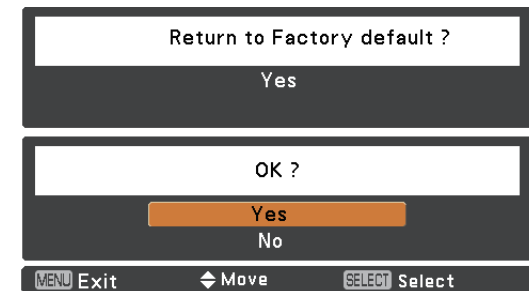 Return to Factory default ?
Yes
OK ?
Yes
No
MENU Exit Move SELECT Select